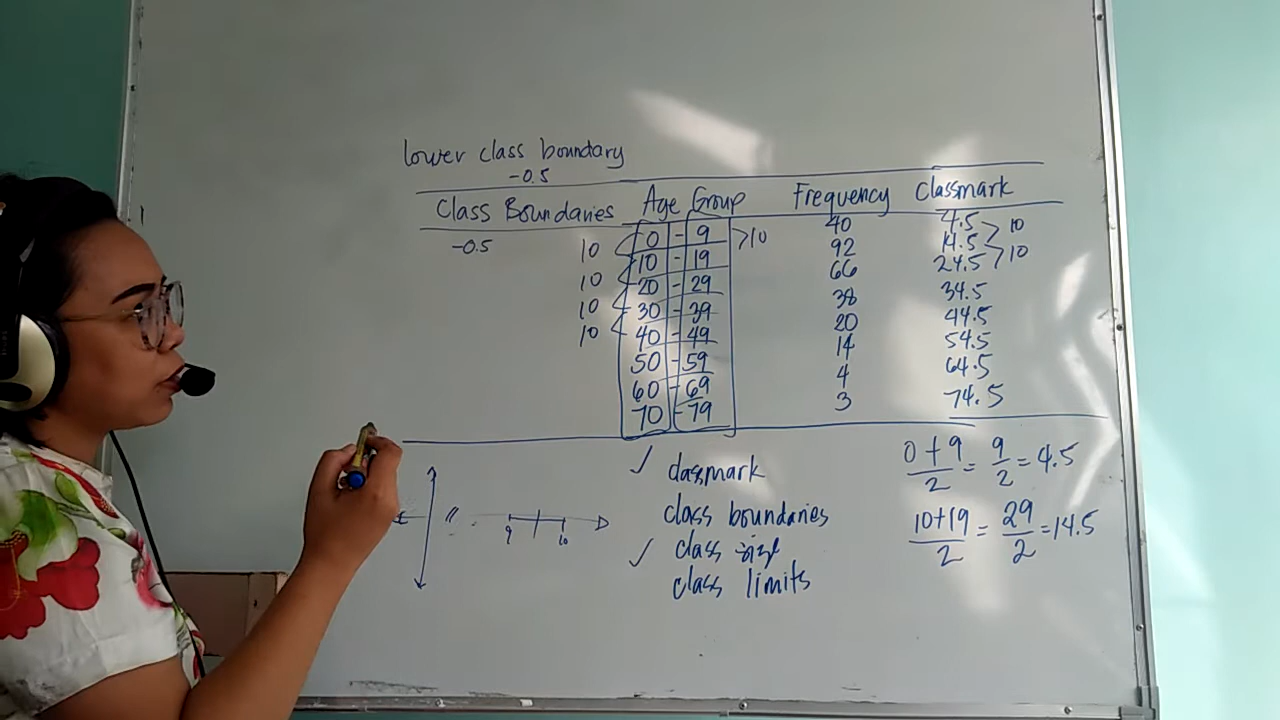 lower class boundary
-0.5
Class Boundaries Age Group Frequency Classmark
-0.5 10 0 - 9 >10 40 4.5 > 10
10 10 - 19 92 14.5
10 20 - 29 66 24.5 > 10
10 30 - 39 38 34.5
10 40 - 49 20 44.5
50 - 59 14 54.5
60 - 69 4 64.5
70 - 79 3 74.5
✓ classmark
class boundaries
✓ class size
class limits
0+9/2 = 9/2 = 4.5
10+19/2 = 29/2 = 14.5
9 10